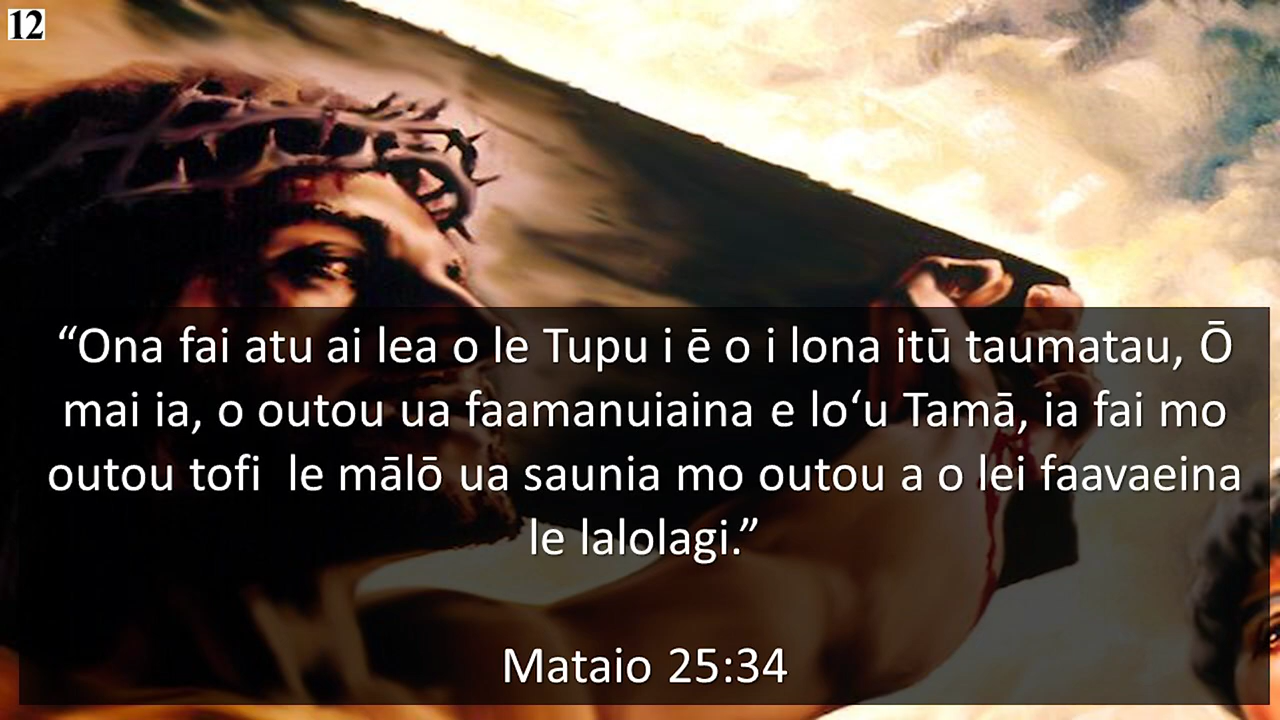 12
“Ona fai atu ai lea o le Tupu i ē o i lona itū taumatau, Ō
mai ia, o outou ua faamanuiaina e lo‘u Tamā, ia fai mo
outou tofi  le mālō ua saunia mo outou a o lei faavaeina
le lalolagi.”
Mataio 25:34